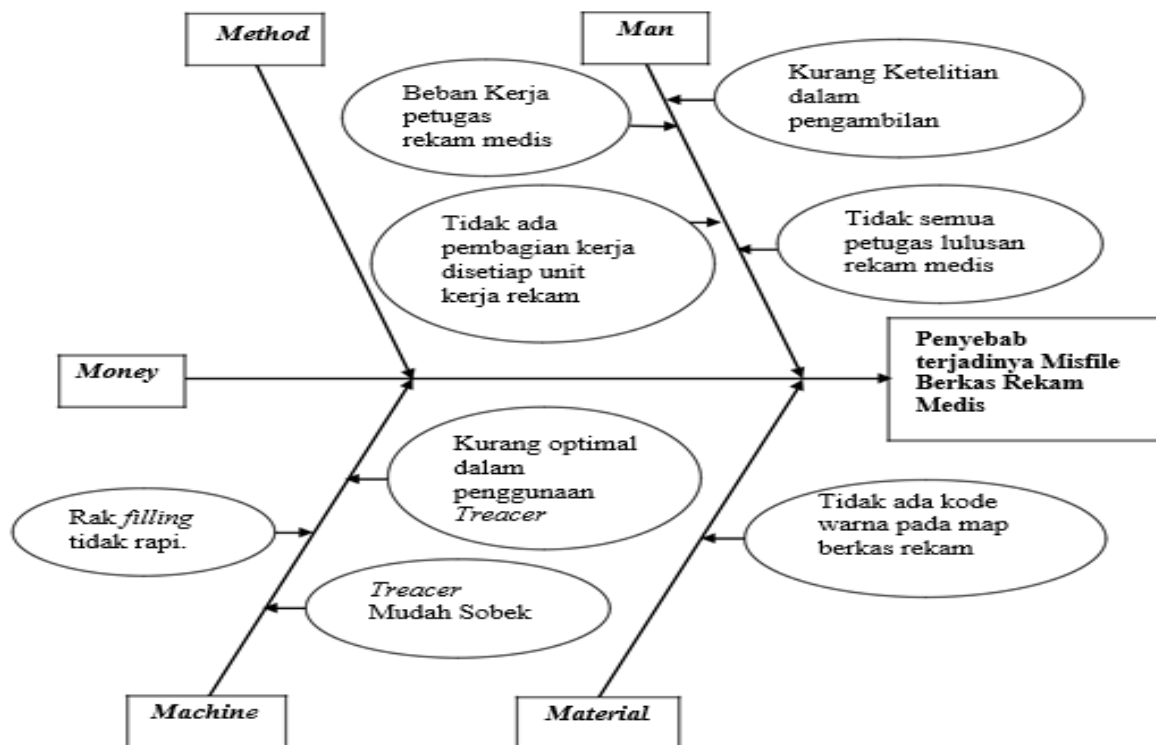 Method
Man
Beban Kerja
petugas
rekam medis
Kurang Ketelitian
dalam
pengambilan
Tidak ada
pembagian kerja
disetiap unit
kerja rekam
Tidak semua
petugas lulusan
rekam medis
Money
Penyebab
terjadinya Misfile
Berkas Rekam
Medis
Kurang optimal
dalam
penggunaan
Treacer
Rak filling
tidak rapi.
Tidak ada kode
warna pada map
berkas rekam
Treacer
Mudah Sobek
Machine
Material